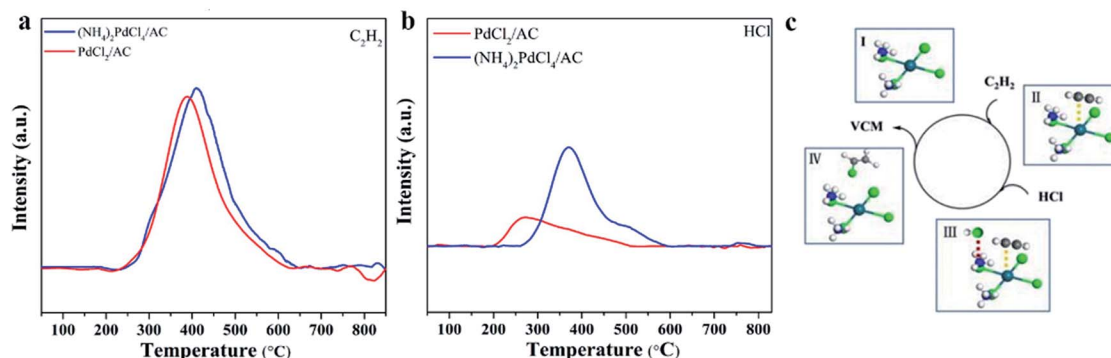 a
(NH₄)₂PdCl₄/AC
PdCl₂/AC
C₂H₂
Intensity (a.u.)
100 200 300 400 500 600 700 800
Temperature (°C)
b
PdCl₂/AC
(NH₄)₂PdCl₄/AC
HCl
Intensity (a.u.)
100 200 300 400 500 600 700 800
Temperature (°C)
c
I
C₂H₂
II
VCM
IV
HCl
III